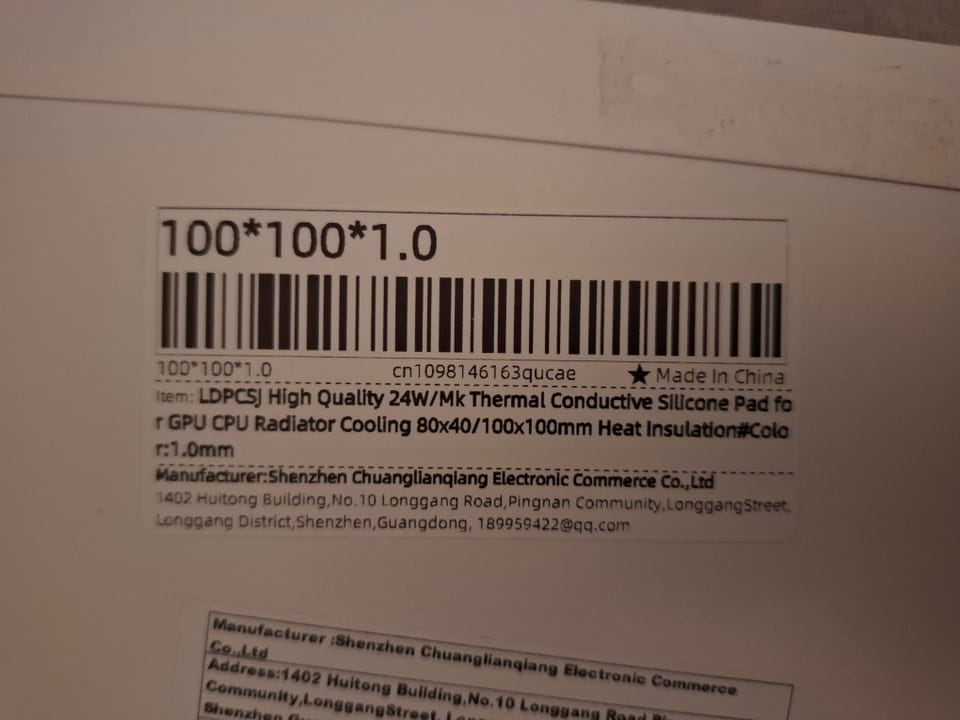 100*100*1.0
100*100*1.0 cn1098146163qucae ★ Made In China
Item: LDPCSJ High Quality 24W/Mk Thermal Conductive Silicone Pad fo
r GPU CPU Radiator Cooling 80x40/100x100mm Heat Insulation#Colo
r:1.0mm
Manufacturer:Shenzhen Chuanglianqiang Electronic Commerce Co.,Ltd
1402 Huitong Building,No.10 Longgang Road,Pingnan Community,LonggangStreet,
Longgang District,Shenzhen,Guangdong, 189959422@qq.com
Manufacturer :Shenzhen Chuanglianqiang Electronic Commerce
Co.,Ltd
Address:1402 Huitong Building,No.10 Longgang Road
Community,LonggangStreet,
Shenzhen